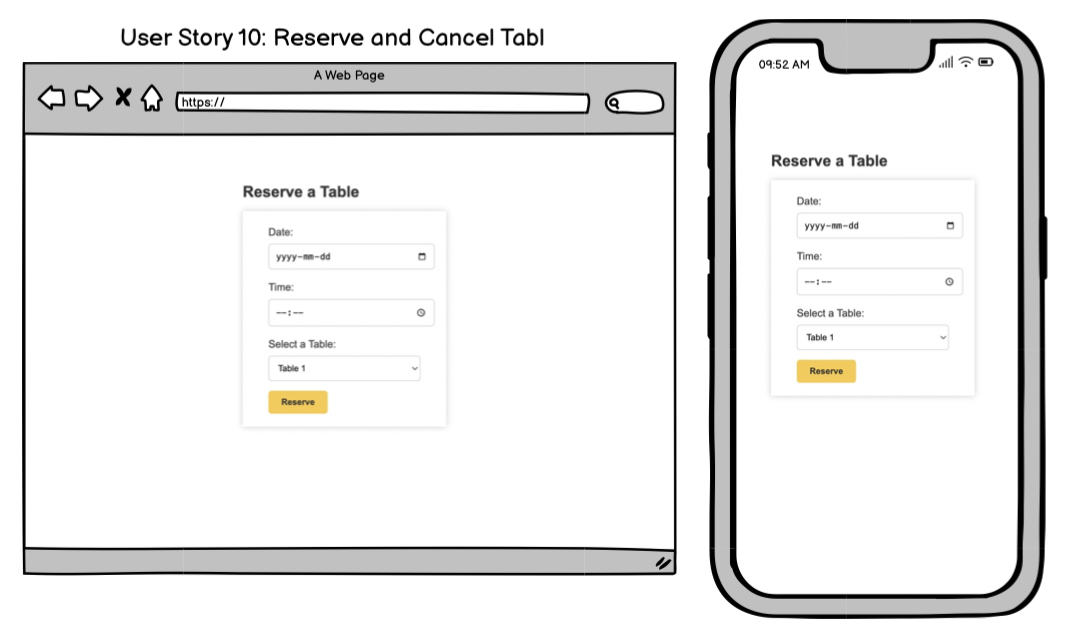 User Story 10: Reserve and Cancel Tabl
A Web Page
https://
Reserve a Table
Date:
yyyy-mm-dd
Time:
--:--
Select a Table:
Table 1
Reserve
09:52 AM
Reserve a Table
Date:
yyyy-mm-dd
Time:
--:--
Select a Table:
Table 1
Reserve